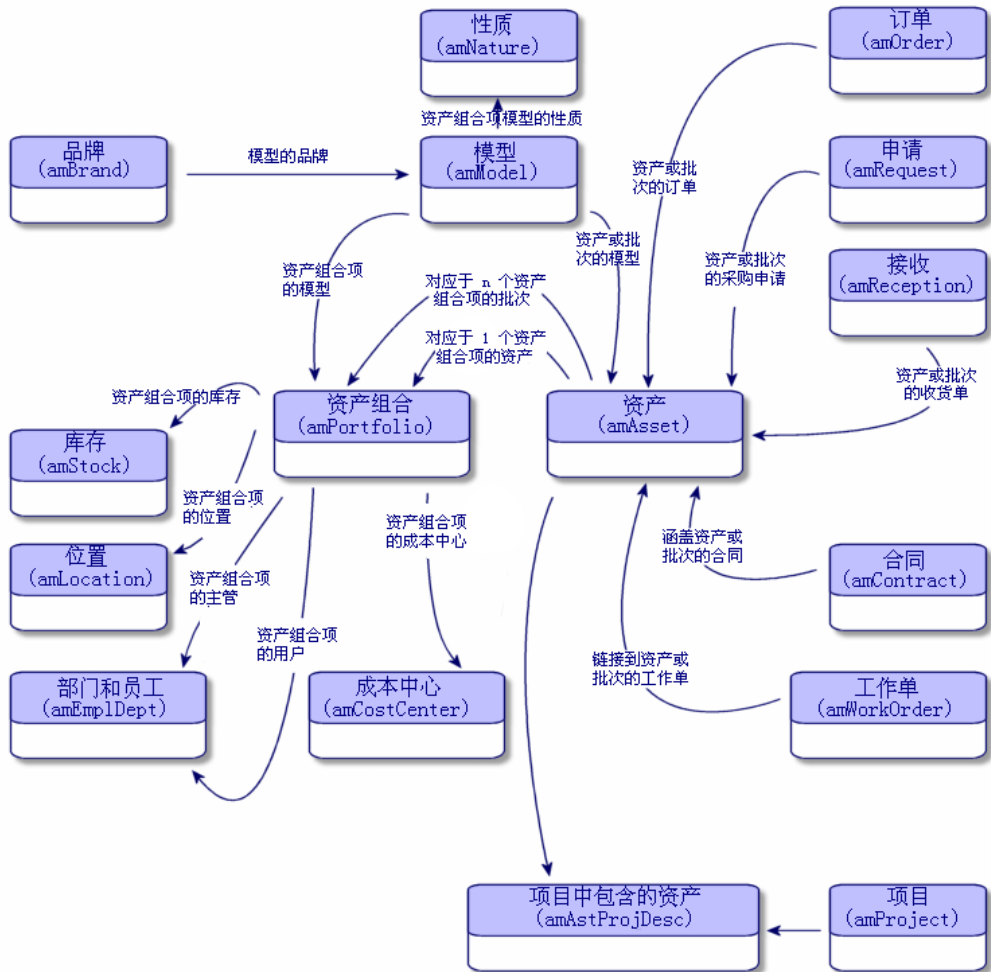 性质
(amNature)
订单
(amOrder)
资产组合项模型的性质
品牌
(amBrand)
模型的品牌
模型
(amModel)
申请
(amRequest)
资产或批
次的订单
资产组合项
的模型
资产或批
次的模型
资产或批次
的采购申请
接收
(amReception)
对应于 n 个资产
组合项的批次
对应于 1 个资产
组合项的资产
资产或批次
的收货单
资产组合项的库存
资产组合
(amPortfolio)
资产
(amAsset)
库存
(amStock)
资产组合项
的位置
资产组合项
的成本中心
涵盖资产或
批次的合同
位置
(amLocation)
资产组合项
的主管
合同
(amContract)
资产组合项
的用户
链接到资产或
批次的工作单
部门和员工
(amEmplDept)
成本中心
(amCostCenter)
工作单
(amWorkOrder)
项目中包含的资产
(amAstProjDesc)
项目
(amProject)